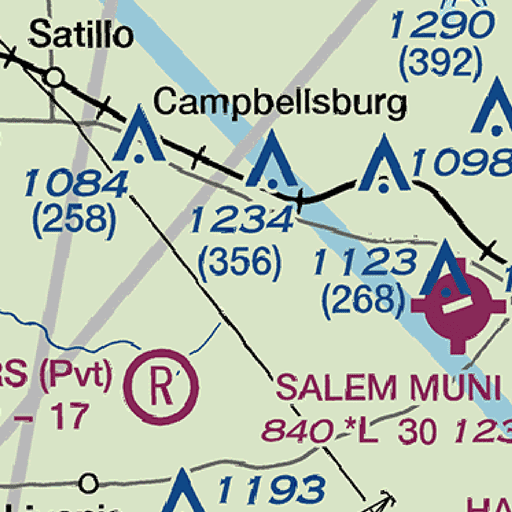 1290
(392)
Satillo
Campbellsburg
1098
1084
(258)
1234
(356)
1123
(268)
RS (Pvt)
- 17
R
SALEM MUNI
840 *L 30 123
1193